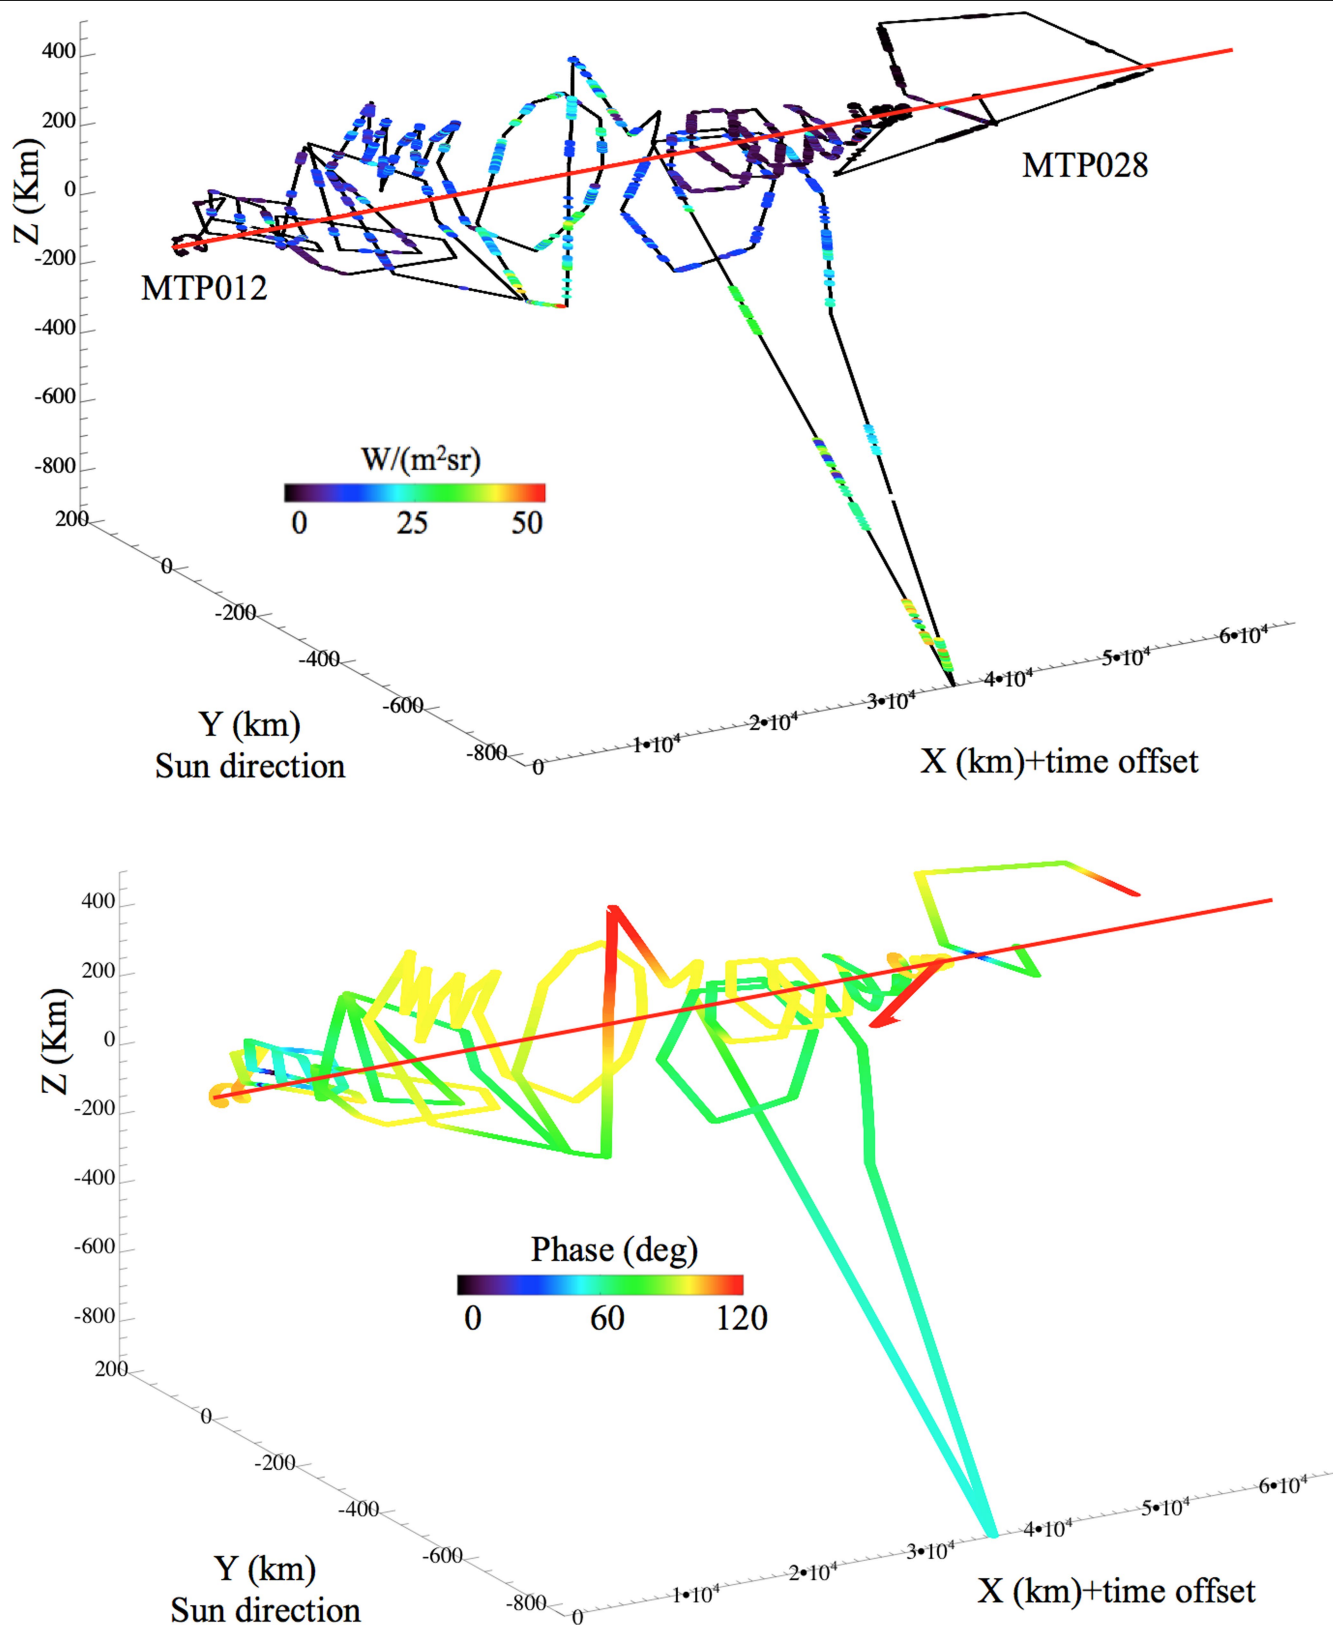 400
200
0
-200
-400
-600
-800
Z (Km)
MTP028
MTP012
W/(m²sr)
0 25 50
200
0
-200
-400
-600
-800
Y (km)
Sun direction
0
1•10⁴
2•10⁴
3•10⁴
4•10⁴
5•10⁴
6•10⁴
X (km)+time offset
400
200
0
-200
-400
-600
-800
Z (Km)
Phase (deg)
0 60 120
200
0
-200
-400
-600
-800
Y (km)
Sun direction
0
1•10⁴
2•10⁴
3•10⁴
4•10⁴
5•10⁴
6•10⁴
X (km)+time offset